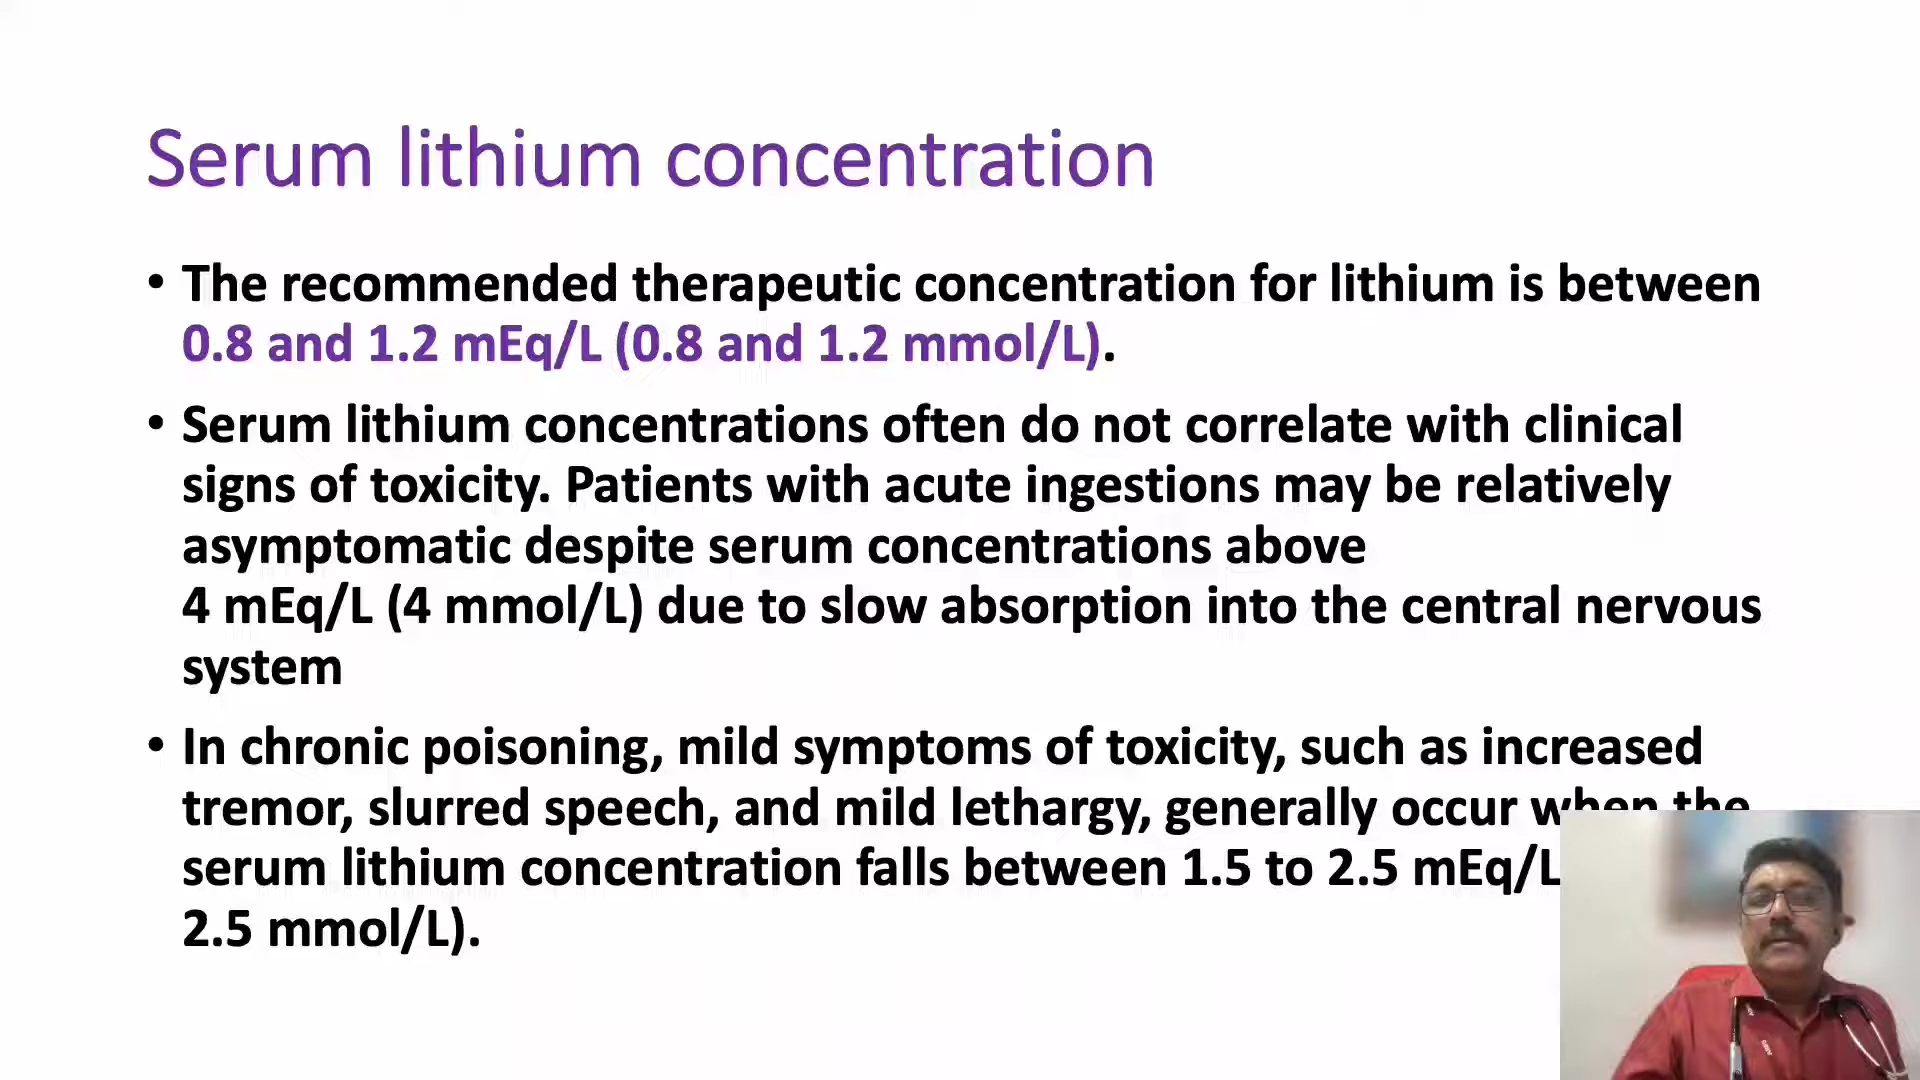 Serum lithium concentration
• The recommended therapeutic concentration for lithium is between
0.8 and 1.2 mEq/L (0.8 and 1.2 mmol/L).
• Serum lithium concentrations often do not correlate with clinical
signs of toxicity. Patients with acute ingestions may be relatively
asymptomatic despite serum concentrations above
4 mEq/L (4 mmol/L) due to slow absorption into the central nervous
system
• In chronic poisoning, mild symptoms of toxicity, such as increased
tremor, slurred speech, and mild lethargy, generally occur when the
serum lithium concentration falls between 1.5 to 2.5 mEq/L
2.5 mmol/L).